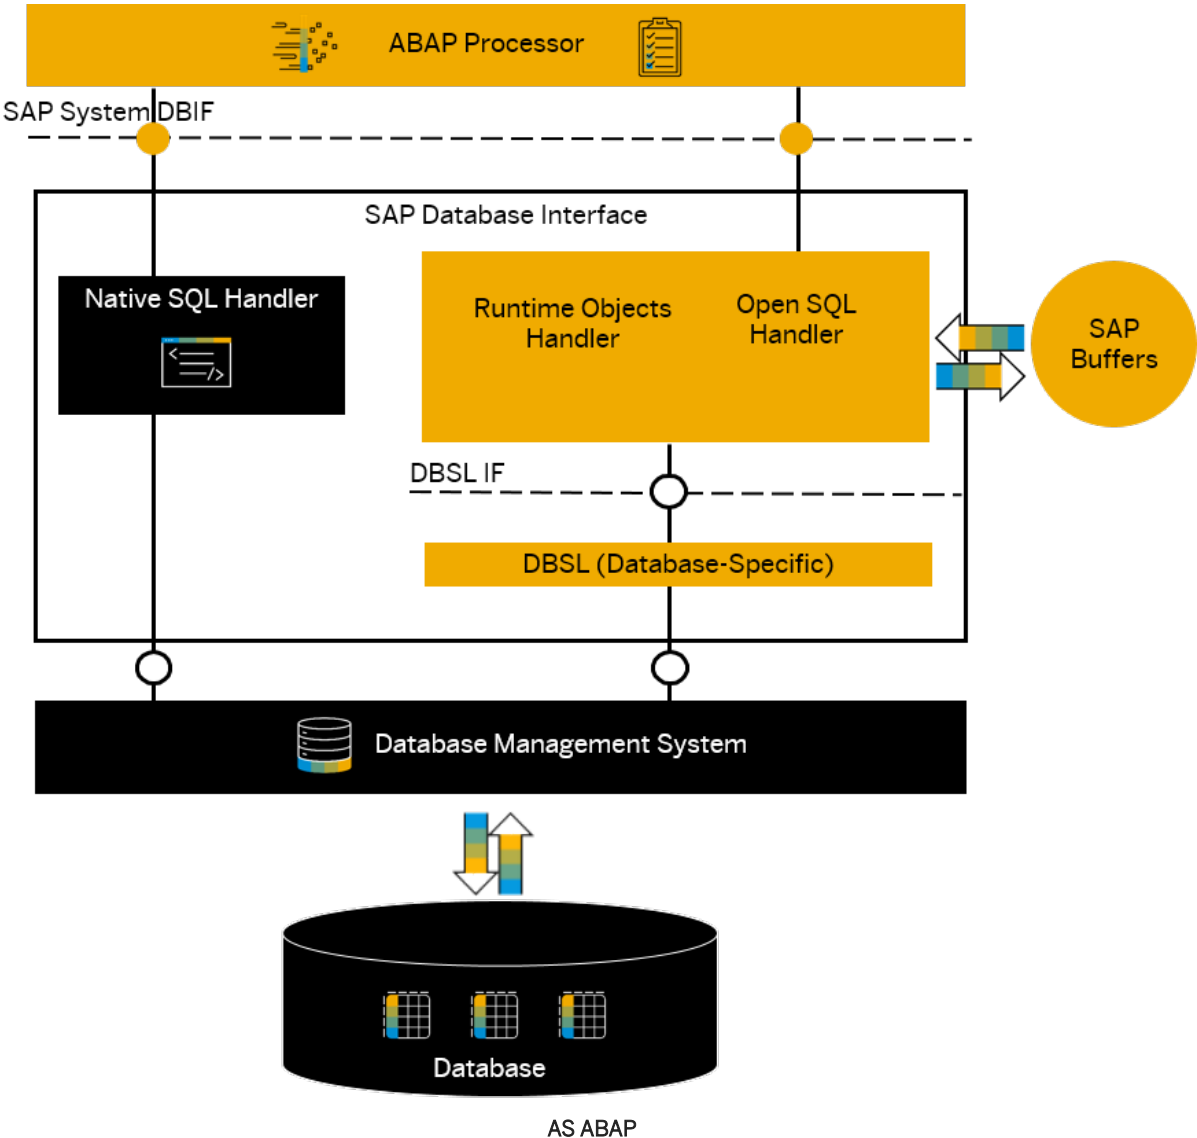 ABAP Processor
SAP System DBIF
SAP Database Interface
Native SQL Handler
Runtime Objects
Handler
Open SQL
Handler
SAP
Buffers
DBSL IF
DBSL (Database-Specific)
Database Management System
Database
AS ABAP